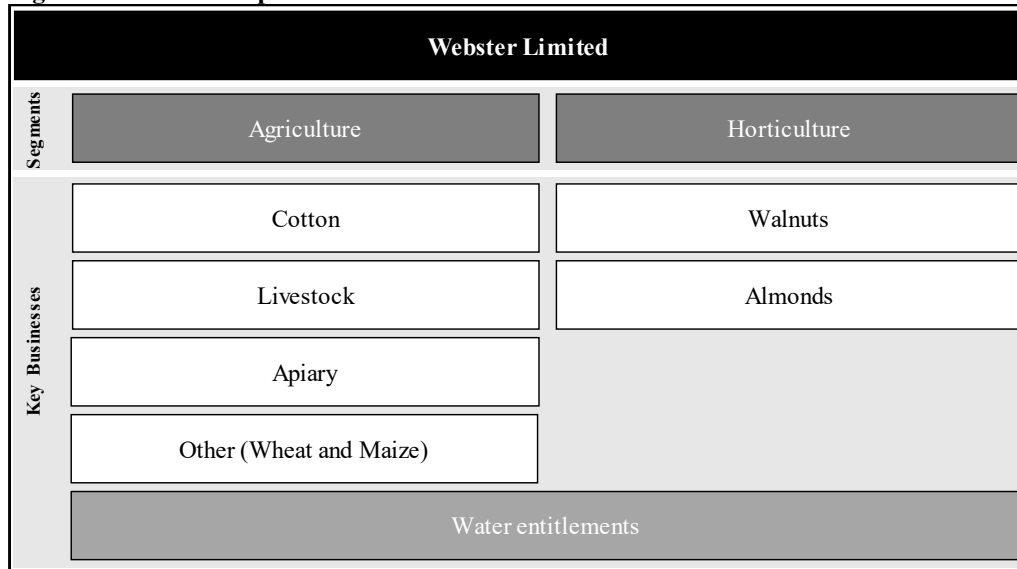 Webster Limited
Segments
Agriculture
Horticulture
Key Businesses
Cotton
Walnuts
Livestock
Almonds
Apiary
Other (Wheat and Maize)
Water entitlements